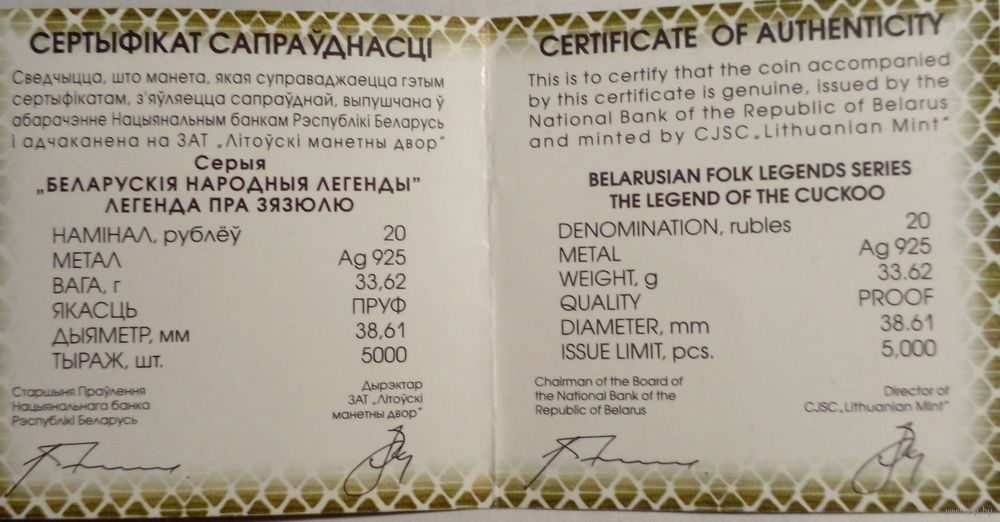 СЕРТЫФІКАТ САПРАЎДНАСЦІ
Сведчыцца, што манета, якая суправаджаецца гэтым
сертыфікатам, з'яўляецца сапраўднай, выпушчана ў
абарачэнне Нацыянальным банкам Рэспублікі Беларусь
і адчаканена на ЗАТ „Літоўскі манетны двор"
Серыя
„БЕЛАРУСКІЯ НАРОДНЫЯ ЛЕГЕНДЫ"
ЛЕГЕНДА ПРА ЗЯЗЮЛЮ
НАМІНАЛ, рублёў 20
МЕТАЛ Ag 925
ВАГА, г 33,62
ЯКАСЦЬ ПРУФ
ДЫЯМЕТР, мм 38,61
ТЫРАЖ, шт. 5000
Старшыня Праўлення
Нацыянальнага банка
Рэспублікі Беларусь
Дырэктар
ЗАТ „Літоўскі
манетны двор"
CERTIFICATE OF AUTHENTICITY
This is to certify that the coin accompanied
by this certificate is genuine, issued by the
National Bank of the Republic of Belarus
and minted by CJSC „Lithuanian Mint"
BELARUSIAN FOLK LEGENDS SERIES
THE LEGEND OF THE CUCKOO
DENOMINATION, rubles 20
METAL Ag 925
WEIGHT, g 33.62
QUALITY PROOF
DIAMETER, mm 38.61
ISSUE LIMIT, pcs. 5,000
Chairman of the Board of
the National Bank of the
Republic of Belarus
Director of
CJSC „Lithuanian Mint"